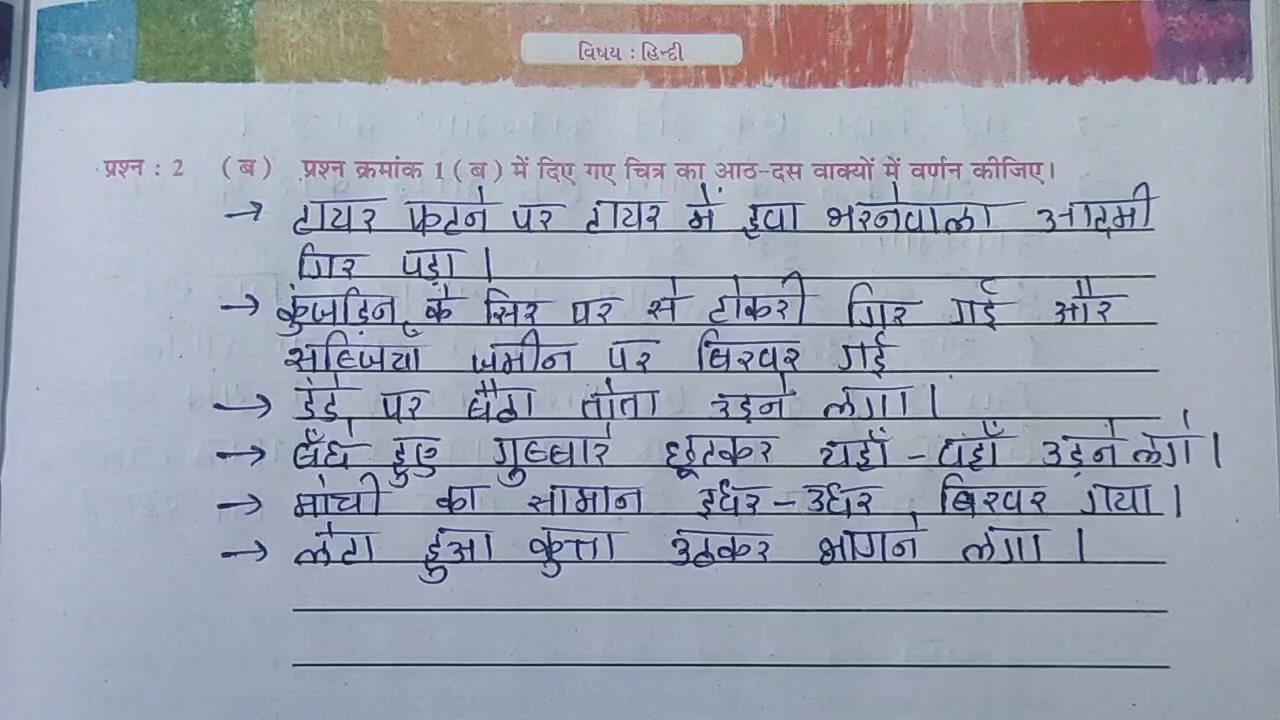 विषय : हिन्दी
प्रश्न : 2 (ब) प्रश्न क्रमांक 1 (ब) में दिए गए चित्र का आठ-दस वाक्यों में वर्णन कीजिए।
→ टायर फटने पर टायर में हवा भरनेवाला आदमी
गिर पड़ा।
→ कुंजड़िन के सिर पर से टोकरी गिर गई और
सब्जियाँ जमीन पर बिखर गई
→ डंडे पर बैठा तोता उड़ने लगा।
→ बँधे हुए गुब्बारे छूटकर यहाँ-वहाँ उड़ने लगे।
→ मोची का सामान इधर-उधर बिखर गया।
→ लेटा हुआ कुत्ता उठकर भागने लगा।